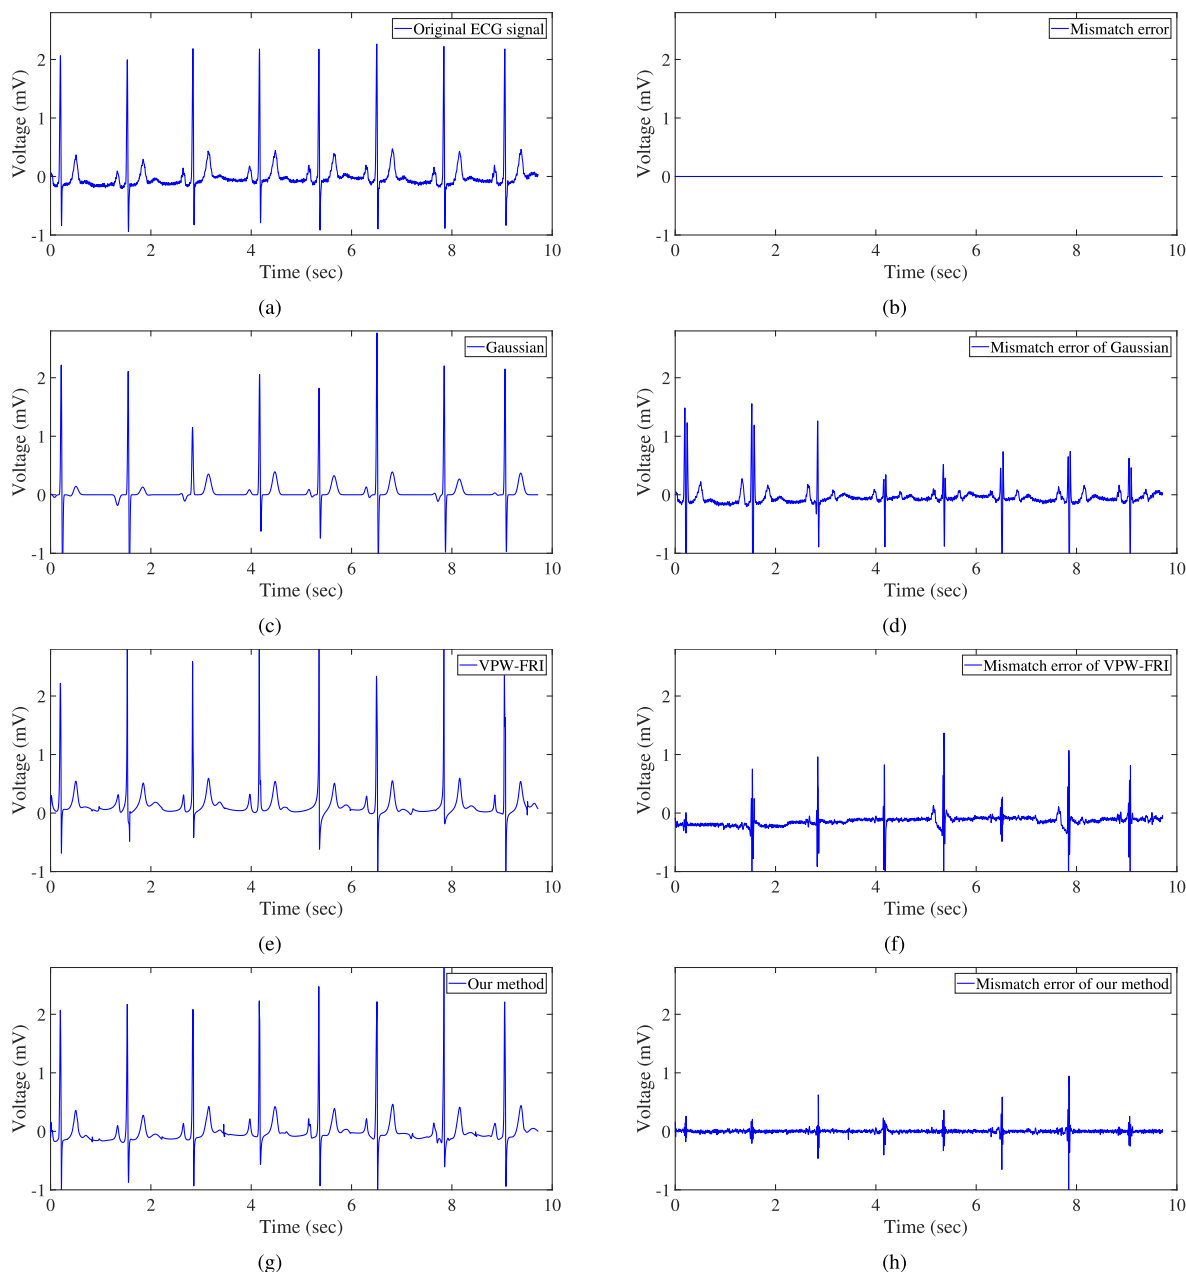 Original ECG signal
Voltage (mV)
2
1
0
-1
0 2 4 6 8 10
Time (sec)
(a)
Mismatch error
Voltage (mV)
2
1
0
-1
0 2 4 6 8 10
Time (sec)
(b)
Gaussian
Voltage (mV)
2
1
0
-1
0 2 4 6 8 10
Time (sec)
(c)
Mismatch error of Gaussian
Voltage (mV)
2
1
0
-1
0 2 4 6 8 10
Time (sec)
(d)
VPW-FRI
Voltage (mV)
2
1
0
-1
0 2 4 6 8 10
Time (sec)
(e)
Mismatch error of VPW-FRI
Voltage (mV)
2
1
0
-1
0 2 4 6 8 10
Time (sec)
(f)
Our method
Voltage (mV)
2
1
0
-1
0 2 4 6 8 10
Time (sec)
(g)
Mismatch error of our method
Voltage (mV)
2
1
0
-1
0 2 4 6 8 10
Time (sec)
(h)